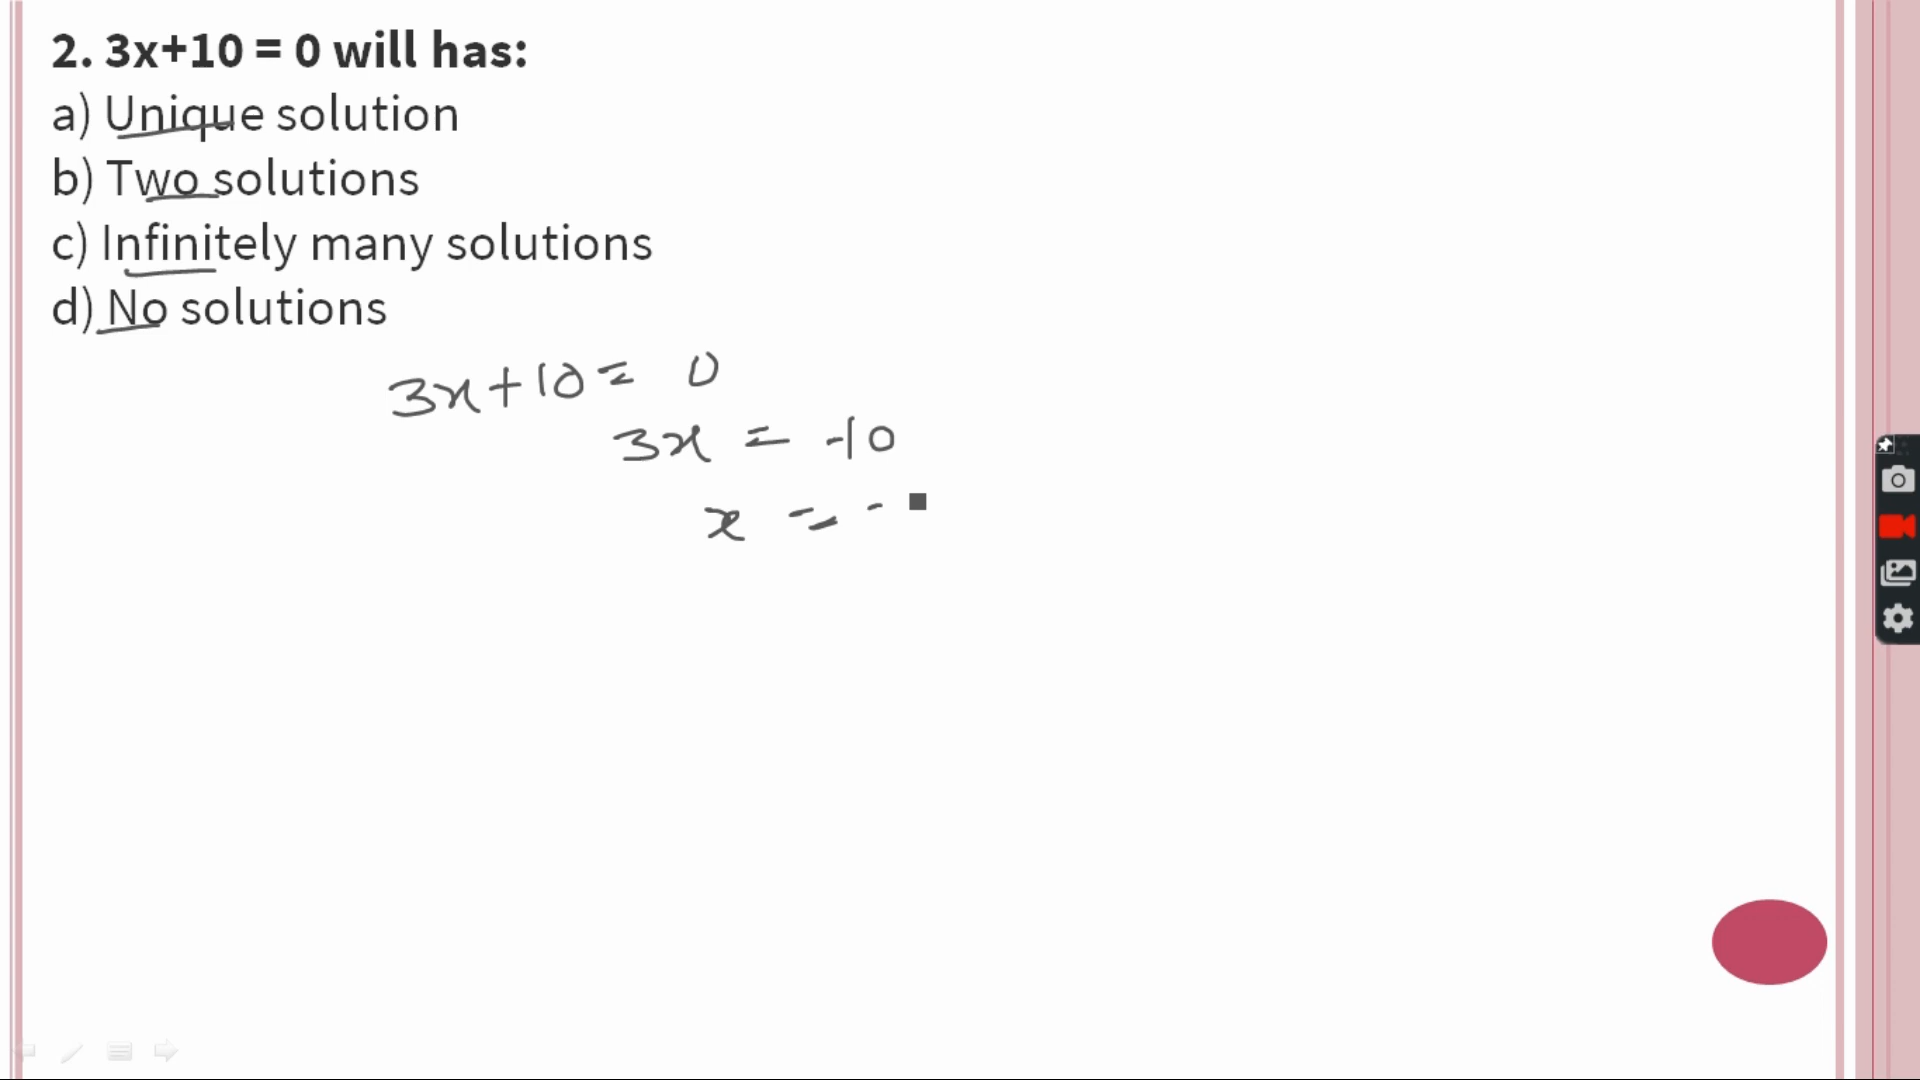 2. 3x+10 = 0 will has:
a) Unique solution
b) Two solutions
c) Infinitely many solutions
d) No solutions
3x+10= 0
3x = -10
x = -